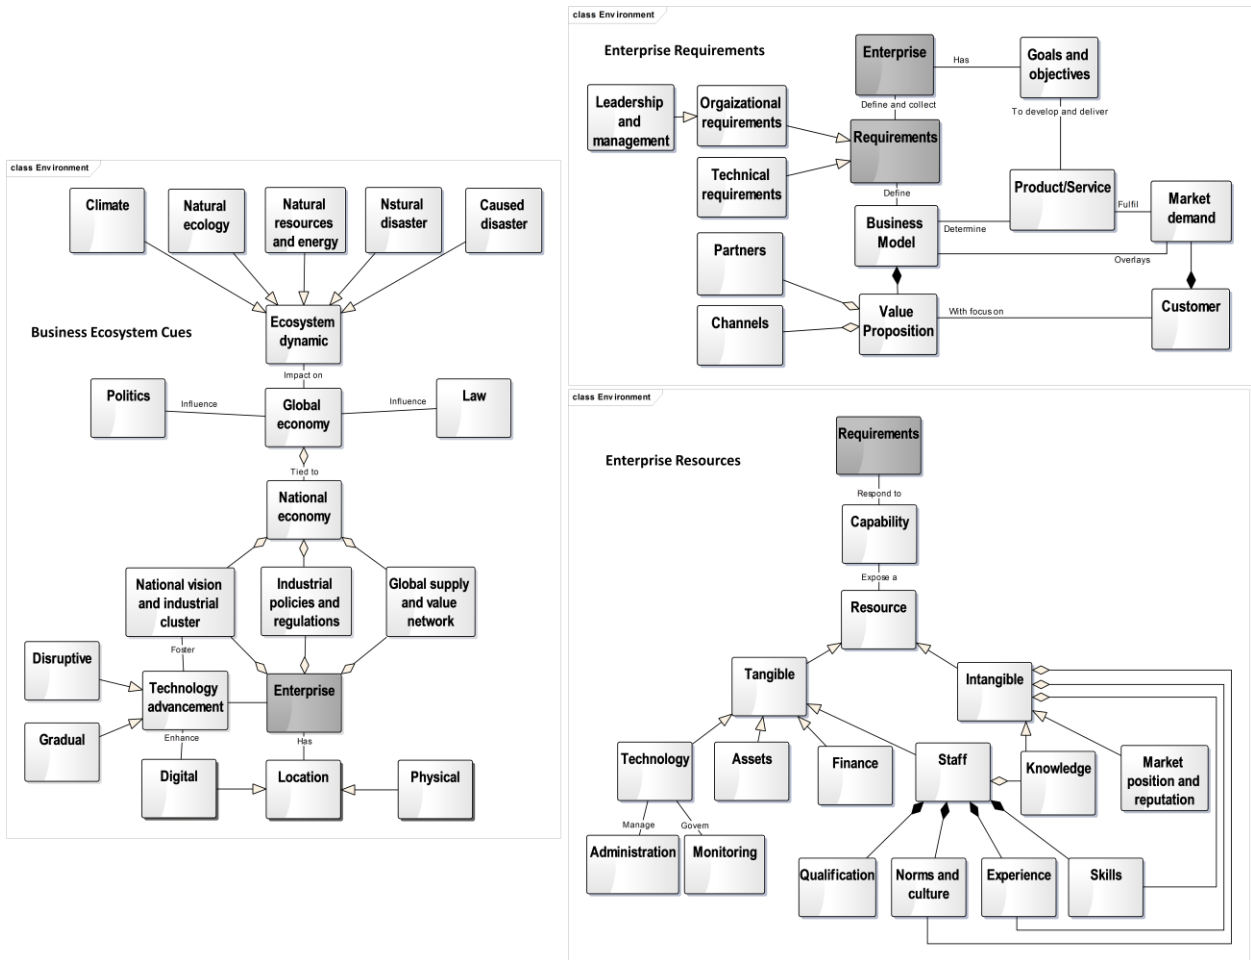 class Environment
Climate
Natural
ecology
Natural
resources
and energy
Nstural
disaster
Caused
disaster
Business Ecosystem Cues
Ecosystem
dynamic
Impact on
Politics
Influence
Global
economy
Influence
Law
Tied to
National
economy
National vision
and industrial
cluster
Industrial
policies and
regulations
Global supply
and value
network
Foster
Disruptive
Technology
advancement
Enterprise
Gradual
Enhance
Has
Digital
Location
Physical
class Environment
Enterprise Requirements
Enterprise
Has
Goals and
objectives
Define and collect
To develop and deliver
Leadership
and
management
Orgaizational
requirements
Requirements
Technical
requirements
Define
Product/Service
Fulfil
Market
demand
Business
Model
Determine
Overlays
Partners
Channels
Value
Proposition
With focus on
Customer
class Environment
Enterprise Resources
Requirements
Respond to
Capability
Expose a
Resource
Tangible
Intangible
Technology
Assets
Finance
Staff
Knowledge
Market
position and
reputation
Manage
Govern
Administration
Monitoring
Qualification
Norms and
culture
Experience
Skills